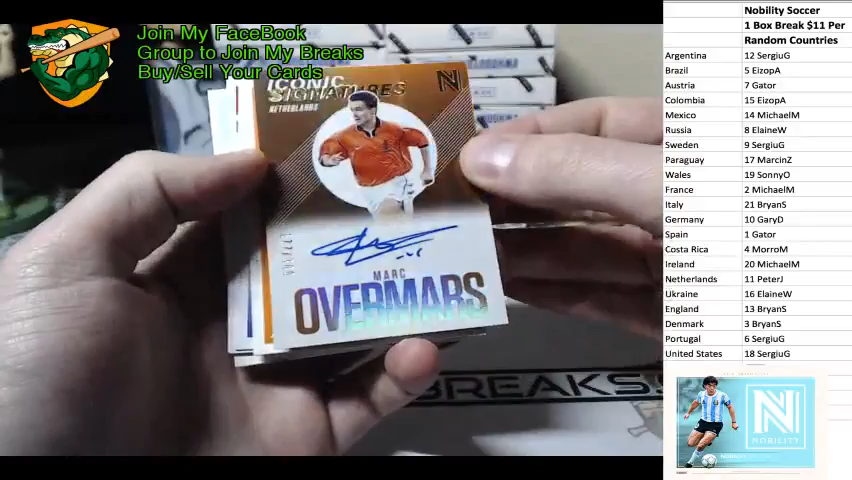 Join My FaceBook
Group to Join My Breaks
Buy/Sell Your Cards
ICONIC
SIGNATURES
NETHERLANDS
N
MARC
OVERMARS
BREAKS
Nobility Soccer
1 Box Break $11 Per
Random Countries
Argentina 12 SergiuG
Brazil 5 EizopA
Austria 7 Gator
Colombia 15 EizopA
Mexico 14 MichaelM
Russia 8 ElaineW
Sweden 9 SergiuG
Paraguay 17 MarcinZ
Wales 19 SonnyO
France 2 MichaelM
Italy 21 BryanS
Germany 10 GaryD
Spain 1 Gator
Costa Rica 4 MorroM
Ireland 20 MichaelM
Netherlands 11 PeterJ
Ukraine 16 ElaineW
England 13 BryanS
Denmark 3 BryanS
Portugal 6 SergiuG
United States 18 SergiuG
N
NOBILITY